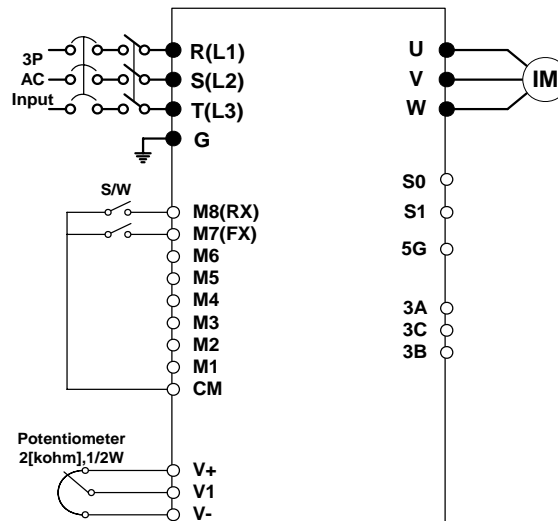 3P
AC
Input
R(L1)
S(L2)
T(L3)
G
U
V
W
IM
S/W
M8(RX)
M7(FX)
M6
M5
M4
M3
M2
M1
CM
S0
S1
5G
3A
3C
3B
Potentiometer
2[kohm],1/2W
V+
V1
V-